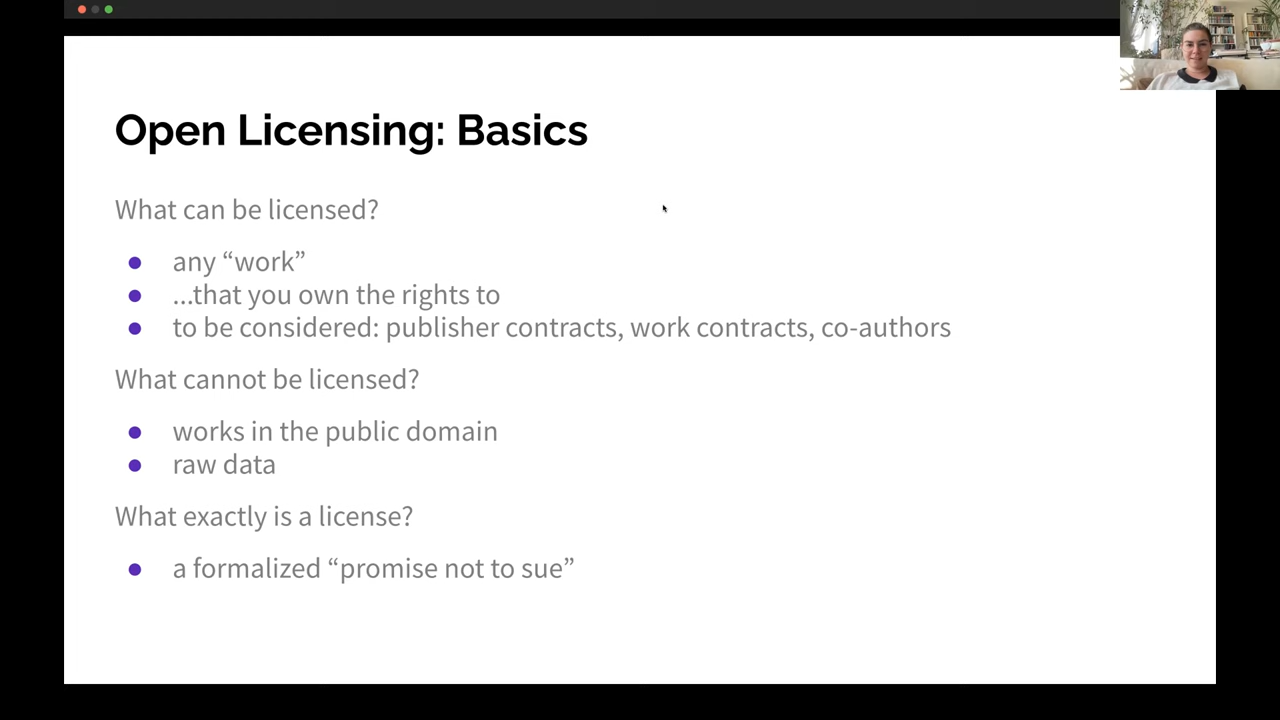 Open Licensing: Basics
What can be licensed?
● any “work”
● ...that you own the rights to
● to be considered: publisher contracts, work contracts, co-authors
What cannot be licensed?
● works in the public domain
● raw data
What exactly is a license?
● a formalized “promise not to sue”